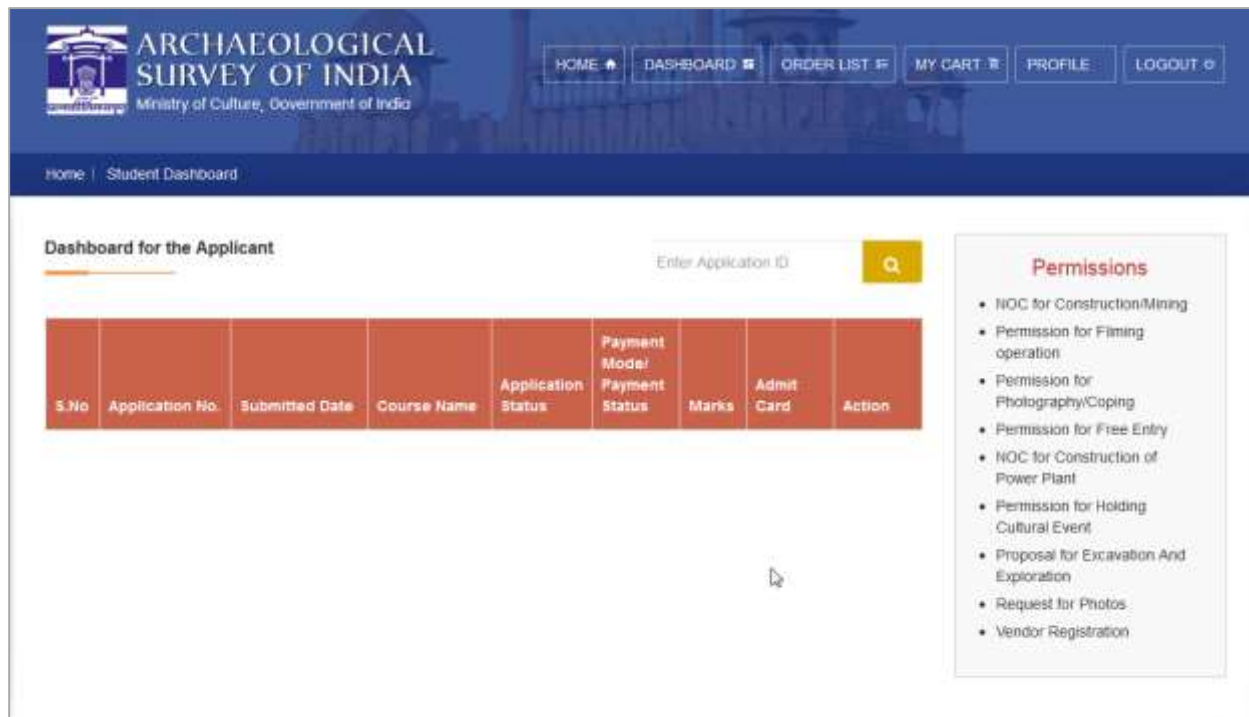 ARCHAEOLOGICAL
SURVEY OF INDIA
Ministry of Culture, Government of India
HOME DASHBOARD ORDER LIST MY CART PROFILE LOGOUT
Home | Student Dashboard
Dashboard for the Applicant
Enter Application ID
S.No Application No. Submitted Date Course Name Application Status Payment Mode/ Payment Status Marks Admit Card Action
Permissions
• NOC for Construction/Mining
• Permission for Filming
operation
• Permission for
Photography/Coping
• Permission for Free Entry
• NOC for Construction of
Power Plant
• Permission for Holding
Cultural Event
• Proposal for Excavation And
Exploration
• Request for Photos
• Vendor Registration